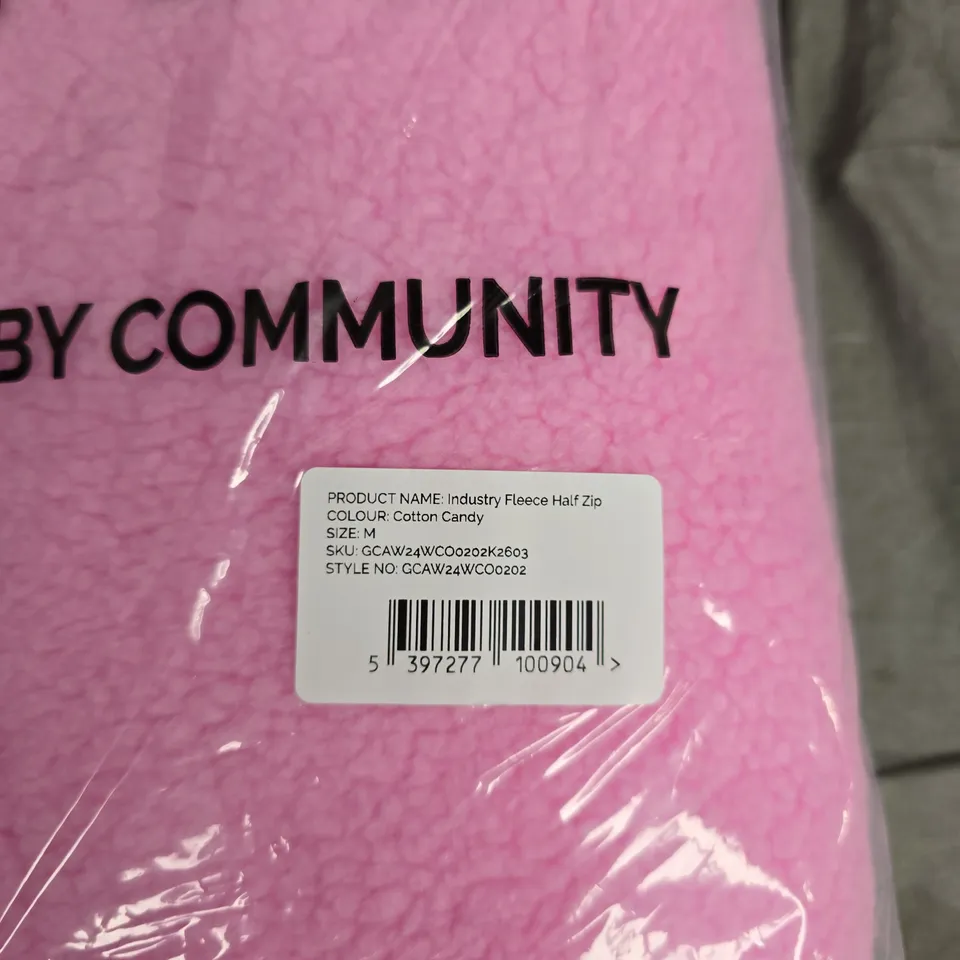 BY COMMUNITY
PRODUCT NAME: Industry Fleece Half Zip
COLOUR: Cotton Candy
SIZE: M
SKU: GCAW24WCO0202K2603
STYLE NO: GCAW24WCO0202
5 397277 100904 >